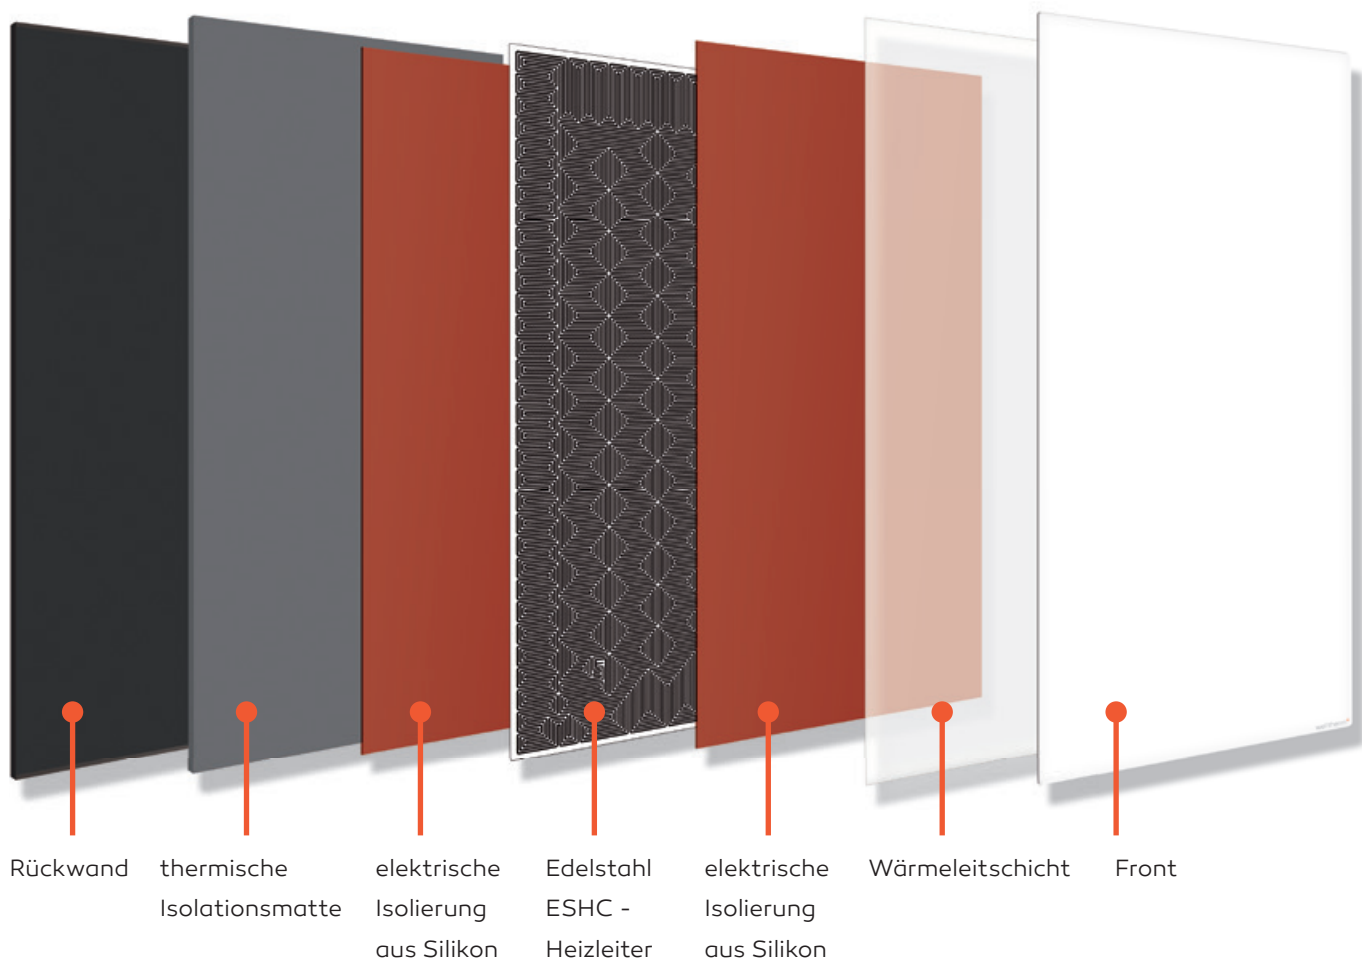 Rückwand
thermische
Isolationsmatte
elektrische
Isolierung
aus Silikon
Edelstahl
ESHC -
Heizleiter
elektrische
Isolierung
aus Silikon
Wärmeleitschicht
Front